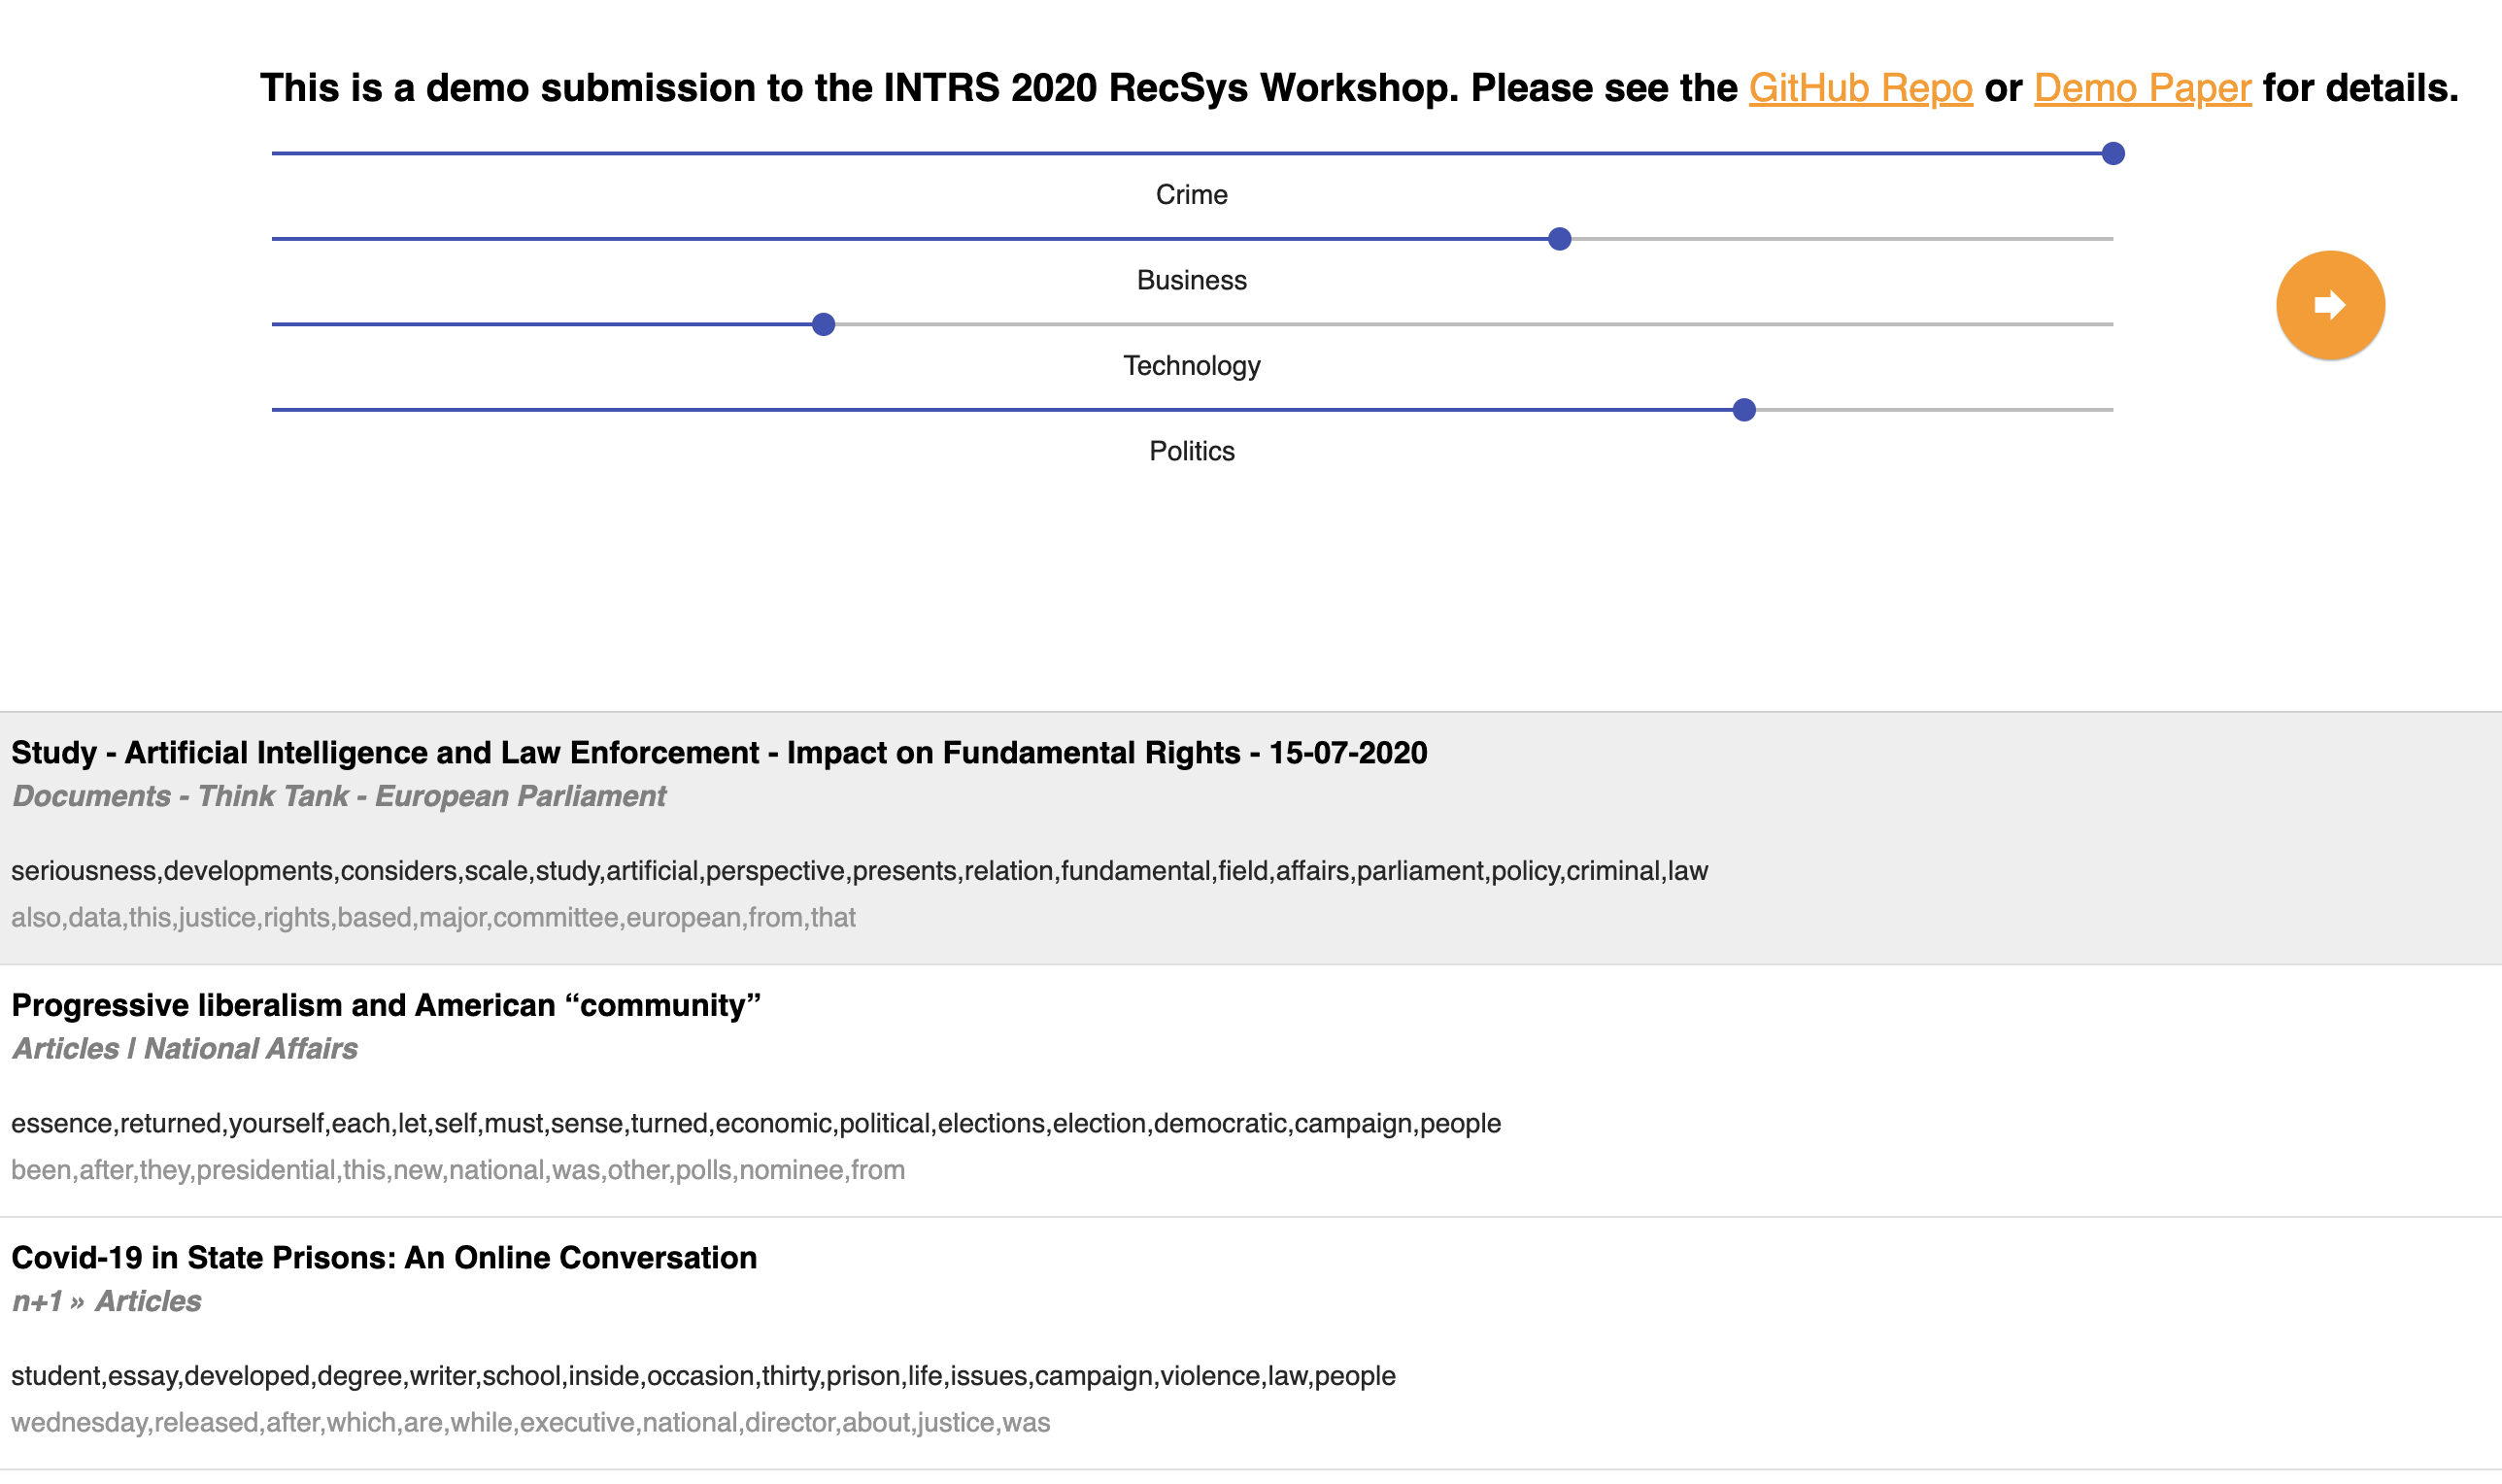 This is a demo submission to the INTRS 2020 RecSys Workshop. Please see the GitHub Repo or Demo Paper for details.
Crime
Business
Technology
Politics
Study - Artificial Intelligence and Law Enforcement - Impact on Fundamental Rights - 15-07-2020
Documents - Think Tank - European Parliament
seriousness,developments,considers,scale,study,artificial,perspective,presents,relation,fundamental,field,affairs,parliament,policy,criminal,law
also,data,this,justice,rights,based,major,committee,european,from,that
Progressive liberalism and American “community”
Articles | National Affairs
essence,returned,yourself,each,let,self,must,sense,turned,economic,political,elections,election,democratic,campaign,people
been,after,they,presidential,this,new,national,was,other,polls,nominee,from
Covid-19 in State Prisons: An Online Conversation
n+1 » Articles
student,essay,developed,degree,writer,school,inside,occasion,thirty,prison,life,issues,campaign,violence,law,people
wednesday,released,after,which,are,while,executive,national,director,about,justice,was